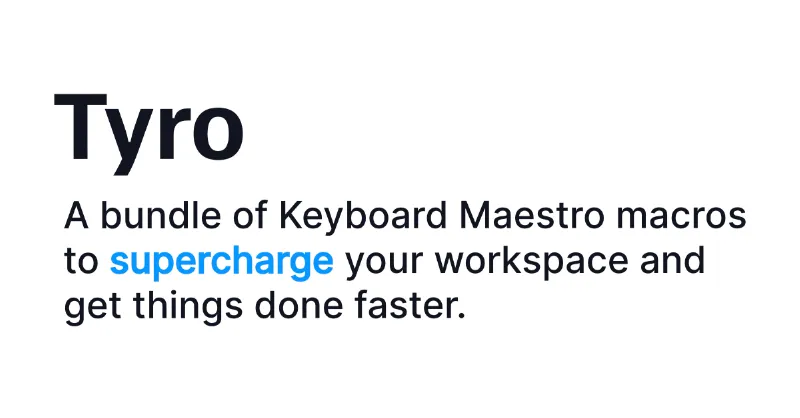 Tyro
A bundle of Keyboard Maestro macros
to supercharge your workspace and
get things done faster.